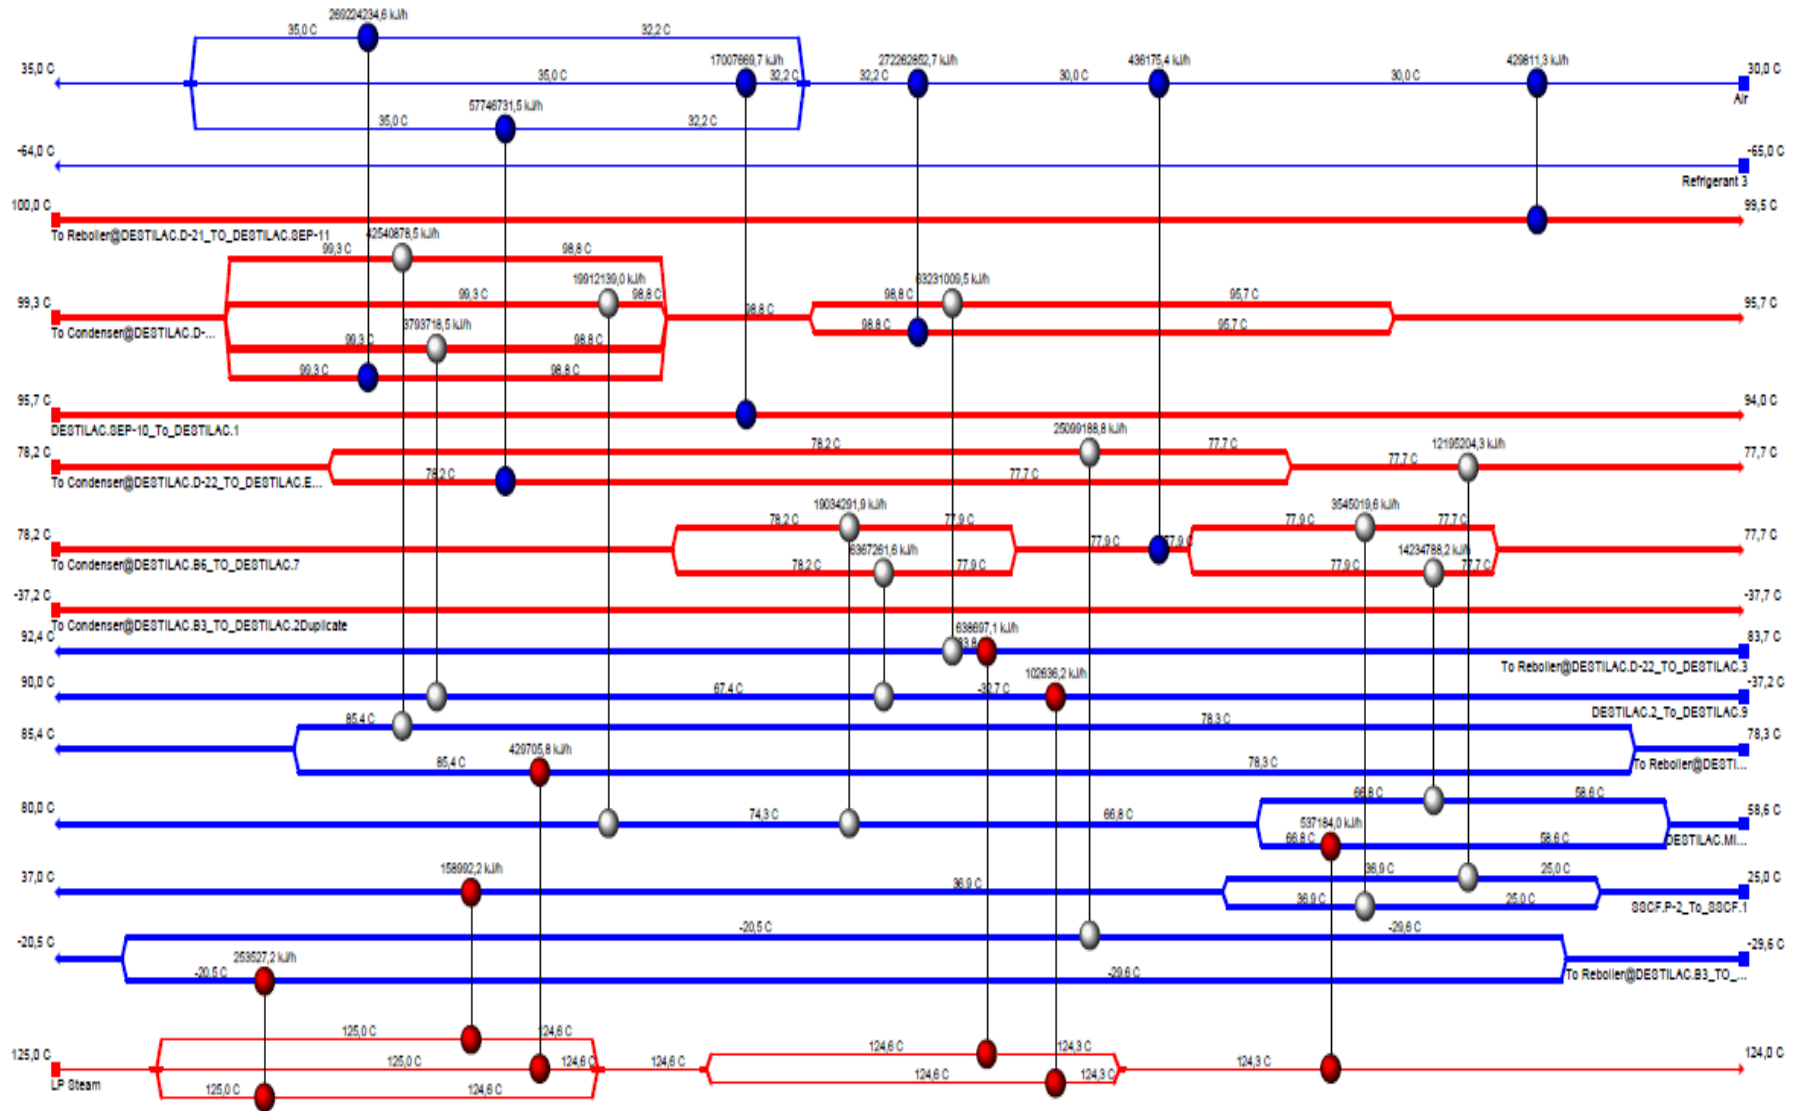 269224234,6 kJ/h
35,0 C
32,2 C
35,0 C
35,0 C
17007669,7 kJ/h
32,2 C
32,2 C
272262852,7 kJ/h
30,0 C
436175,4 kJ/h
30,0 C
429811,3 kJ/h
30,0 C
Air
57746731,5 kJ/h
35,0 C
32,2 C
-64,0 C
-65,0 C
Refrigerant 3
100,0 C
99,5 C
To Reboiler@DESTILAC.D-21_TO_DESTILAC.SEP-11
42540878,5 kJ/h
99,3 C
98,8 C
19912139,0 kJ/h
99,3 C
98,8 C
99,3 C
To Condenser@DESTILAC.D-...
3793718,5 kJ/h
99,3 C
98,8 C
99,3 C
98,8 C
98,8 C
63231009,5 kJ/h
98,8 C
95,7 C
98,8 C
95,7 C
95,7 C
95,7 C
94,0 C
DESTILAC.SEP-10_To_DESTILAC.1
25099188,8 kJ/h
78,2 C
78,2 C
77,7 C
12195204,3 kJ/h
77,7 C
77,7 C
To Condenser@DESTILAC.D-22_TO_DESTILAC.E...
78,2 C
77,7 C
19034291,9 kJ/h
78,2 C
77,9 C
3545019,6 kJ/h
77,9 C
77,7 C
78,2 C
77,9 C
77,9 C
77,7 C
To Condenser@DESTILAC.B6_TO_DESTILAC.7
6367261,6 kJ/h
78,2 C
77,9 C
14234788,2 kJ/h
77,9 C
77,7 C
-37,2 C
-37,7 C
To Condenser@DESTILAC.B3_TO_DESTILAC.2Duplicate
92,4 C
638697,1 kJ/h
83,7 C
To Reboiler@DESTILAC.D-22_TO_DESTILAC.3
90,0 C
67,4 C
102636,2 kJ/h
-32,7 C
-37,2 C
DESTILAC.2_To_DESTILAC.9
85,4 C
85,4 C
78,3 C
78,3 C
To Reboiler@DESTI...
429705,8 kJ/h
85,4 C
78,3 C
80,0 C
74,3 C
66,8 C
66,8 C
58,6 C
DESTILAC.MI...
537184,0 kJ/h
66,8 C
58,6 C
37,0 C
158992,2 kJ/h
36,9 C
36,9 C
25,0 C
25,0 C
SSCF.P-2_To_SSCF.1
36,9 C
25,0 C
-20,5 C
-20,5 C
-29,6 C
-29,6 C
To Reboiler@DESTILAC.B3_TO_...
253527,2 kJ/h
-20,5 C
-29,6 C
125,0 C
125,0 C
124,6 C
125,0 C
124,6 C
124,6 C
124,6 C
124,3 C
124,3 C
124,0 C
LP Steam
125,0 C
124,6 C
124,6 C
124,3 C